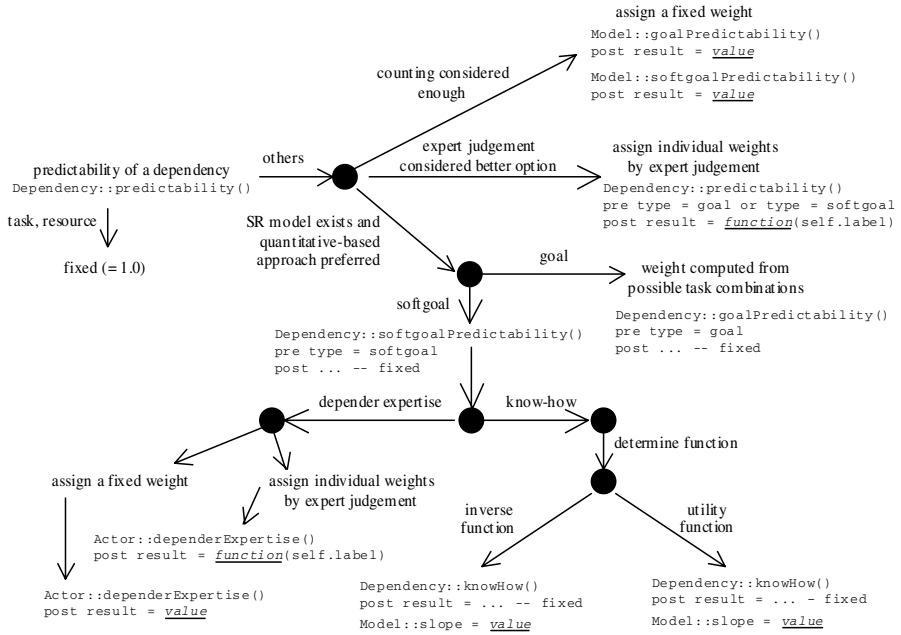 assign a fixed weight
Model::goalPredictability()
post result = value
Model::softgoalPredictability()
post result = value
counting considered
enough
others
expert judgement
considered better option
assign individual weights
by expert judgement
Dependency::predictability()
pre type = goal or type = softgoal
post result = function(self.label)
predictability of a dependency
Dependency::predictability()
task, resource
fixed (= 1.0)
SR model exists and
quantitative-based
approach preferred
goal
weight computed from
possible task combinations
Dependency::goalPredictability()
pre type = goal
post ... -- fixed
softgoal
Dependency::softgoalPredictability()
pre type = softgoal
post ... -- fixed
depender expertise
know-how
determine function
assign a fixed weight
assign individual weights
by expert judgement
Actor::dependerExpertise()
post result = function(self.label)
Actor::dependerExpertise()
post result = value
inverse
function
utility
function
Dependency::knowHow()
post result = ... -- fixed
Model::slope = value
Dependency::knowHow()
post result = ... - fixed
Model::slope = value